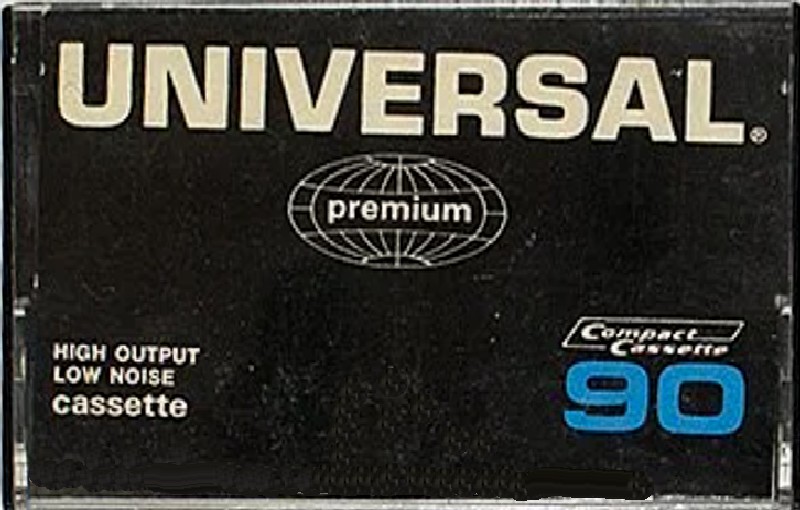 UNIVERSAL®
premium
HIGH OUTPUT
LOW NOISE
cassette
Compact
Cassette
90